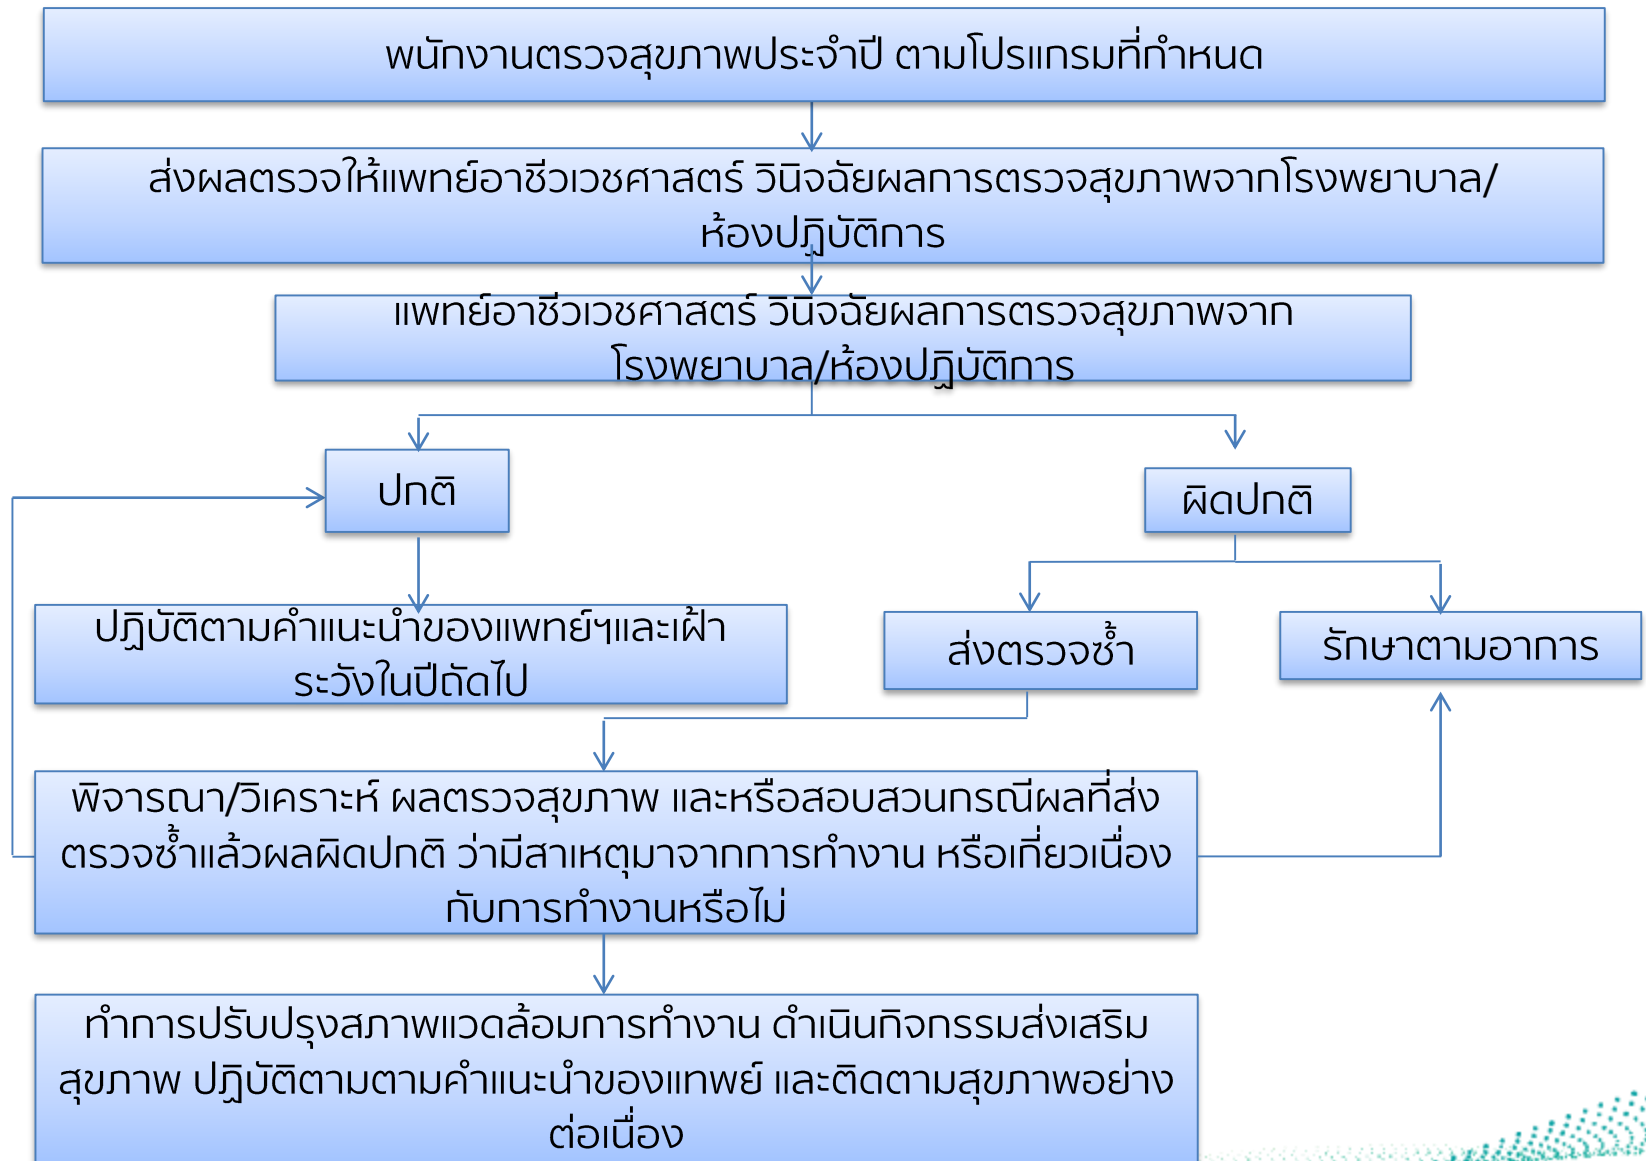 พนักงานตรวจสุขภาพประจำปี ตามโปรแกรมที่กำหนด
ส่งผลตรวจให้แพทย์อาชีวเวชศาสตร์ วินิจฉัยผลการตรวจสุขภาพจากโรงพยาบาล/
ห้องปฏิบัติการ
แพทย์อาชีวเวชศาสตร์ วินิจฉัยผลการตรวจสุขภาพจาก
โรงพยาบาล/ห้องปฏิบัติการ
ปกติ
ผิดปกติ
ปฏิบัติตามคำแนะนำของแพทย์ฯและเฝ้า
ระวังในปีถัดไป
ส่งตรวจซ้ำ
รักษาตามอาการ
พิจารณา/วิเคราะห์ ผลตรวจสุขภาพ และหรือสอบสวนกรณีผลที่ส่ง
ตรวจซ้ำแล้วผลผิดปกติ ว่ามีสาเหตุมาจากการทำงาน หรือเกี่ยวเนื่อง
กับการทำงานหรือไม่
ทำการปรับปรุงสภาพแวดล้อมการทำงาน ดำเนินกิจกรรมส่งเสริม
สุขภาพ ปฏิบัติตามตามคำแนะนำของแทพย์ และติดตามสุขภาพอย่าง
ต่อเนื่อง